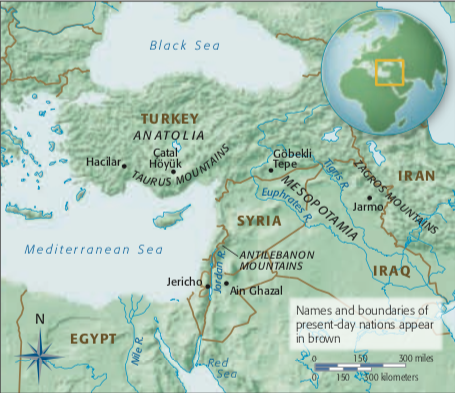 Black Sea
TURKEY
ANATOLIA
Çatal
Höyük
Hacilar
TAURUS MOUNTAINS
Göbekli
Tepe
Tigris R.
ZAGROS MOUNTAINS
IRAN
MESOPOTAMIA
Euphrates R.
Jarmo
SYRIA
Mediterranean Sea
ANTILEBANON
MOUNTAINS
Jordan R.
IRAQ
Jericho
Ain Ghazal
Names and boundaries of
present-day nations appear
in brown
N
EGYPT
Nile R.
Red
Sea
0 150 300 miles
0 150 300 kilometers